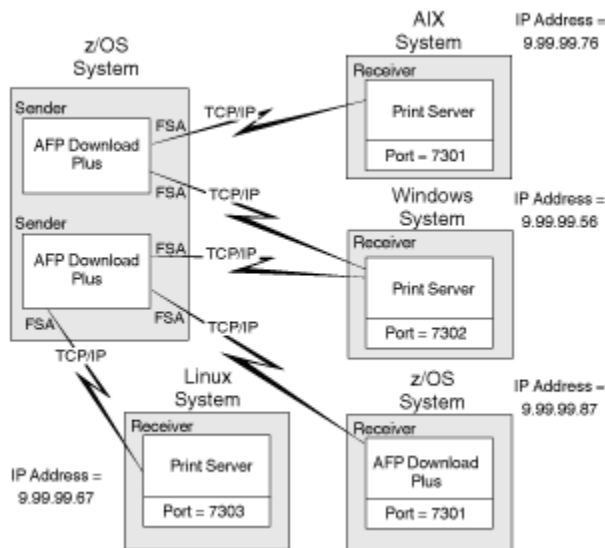 z/OS
System
Sender
AFP Download
Plus
FSA
TCP/IP
FSA
TCP/IP
Sender
AFP Download
Plus
FSA
TCP/IP
FSA
TCP/IP
FSA
TCP/IP
AIX
System
IP Address =
9.99.99.76
Receiver
Print Server
Port = 7301
Windows
System
IP Address =
9.99.99.56
Receiver
Print Server
Port = 7302
z/OS
System
IP Address =
9.99.99.87
Receiver
AFP Download
Plus
Port = 7301
Linux
System
IP Address =
9.99.99.67
Receiver
Print Server
Port = 7303